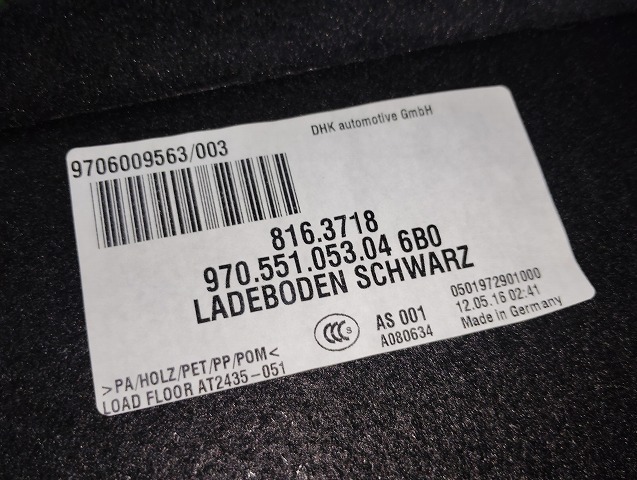 DHK automotive GmbH
9706009563/003
816.3718
970.551.053.04 6B0
LADEBODEN SCHWARZ
CCC S
AS 001
A080634
0501972901000
12.05.16 02:41
Made in Germany
>PA/HOLZ/PET/PP/POM<
LOAD FLOOR AT2435-051